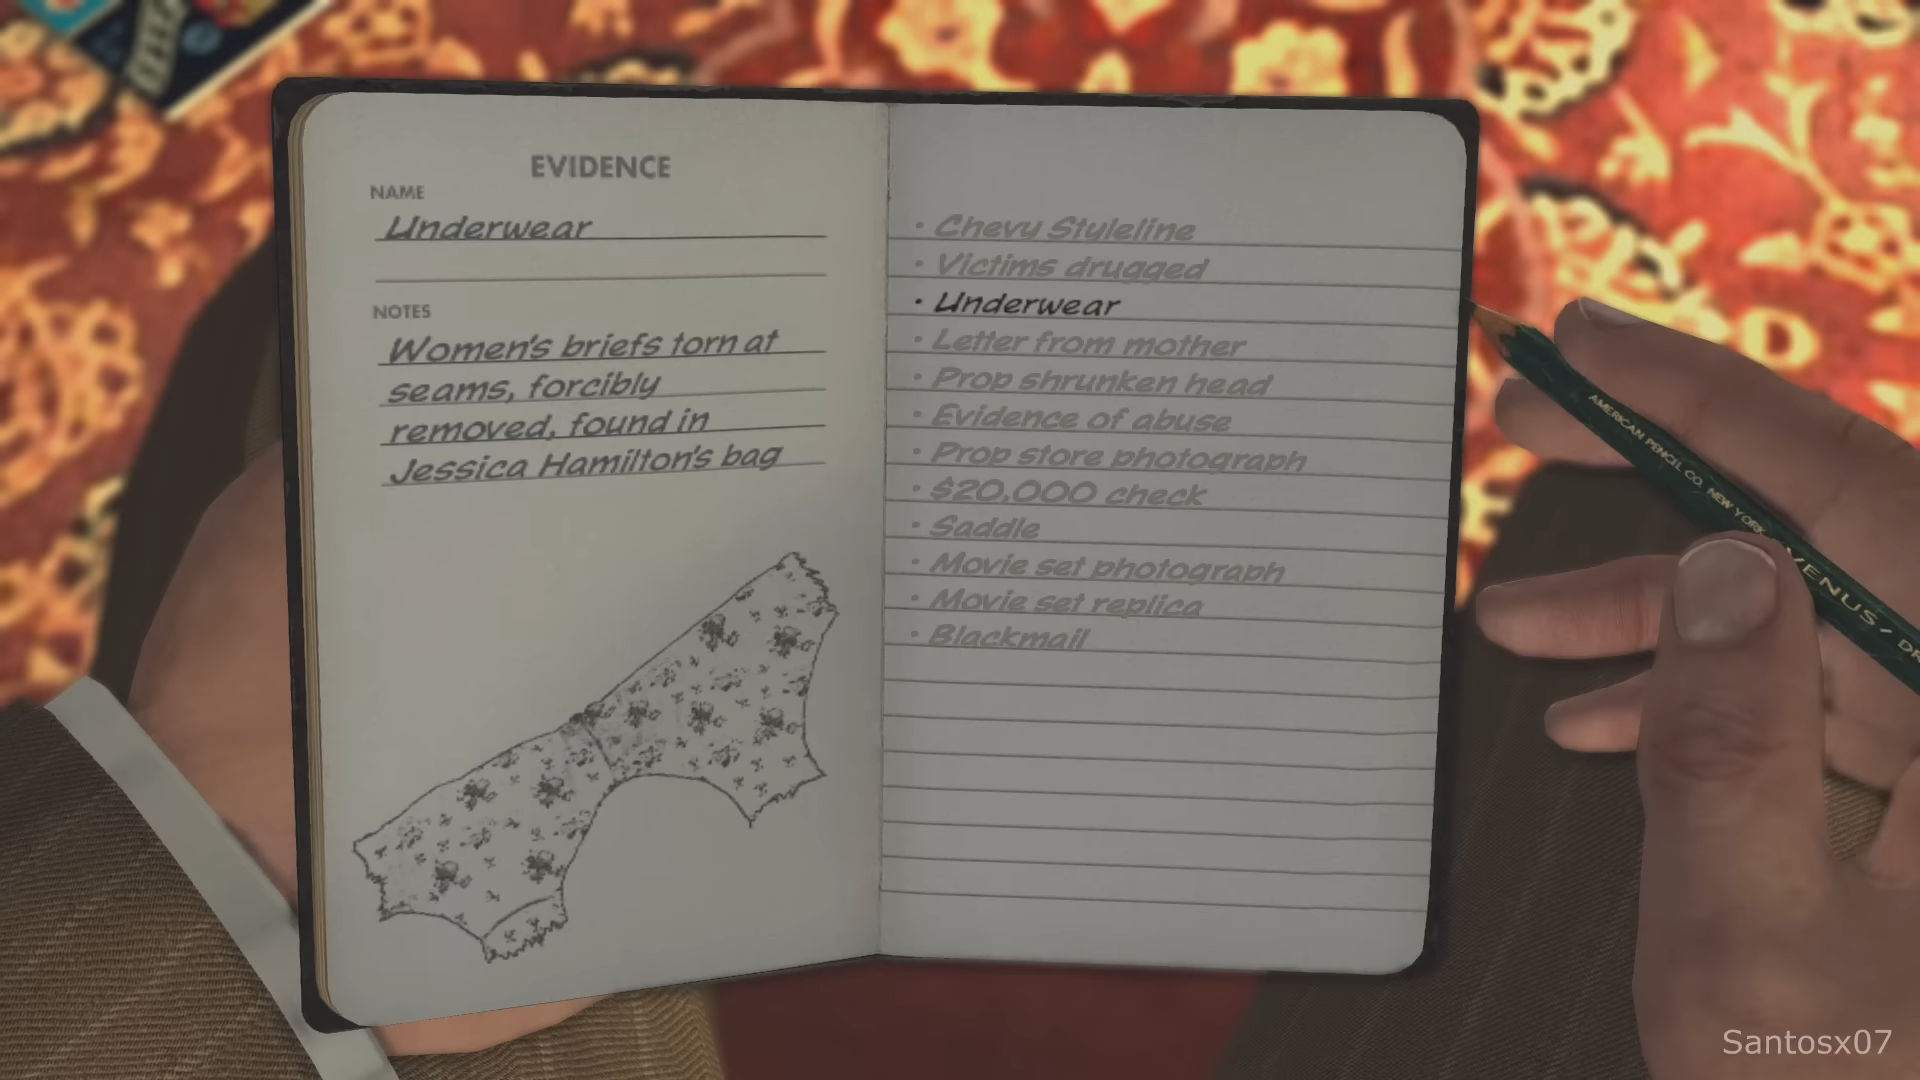 EVIDENCE
NAME
Underwear
NOTES
Women's briefs torn at
seams, forcibly
removed, found in
Jessica Hamilton's bag
• Chevy Styleline
• Victims drugged
• Underwear
• Letter from mother
• Prop shrunken head
• Evidence of abuse
• Prop store photograph
• $20,000 check
• Saddle
• Movie set photograph
• Movie set replica
• Blackmail
AMERICAN PENCIL CO. NEW YORK
VENUS / DR
Santosx07